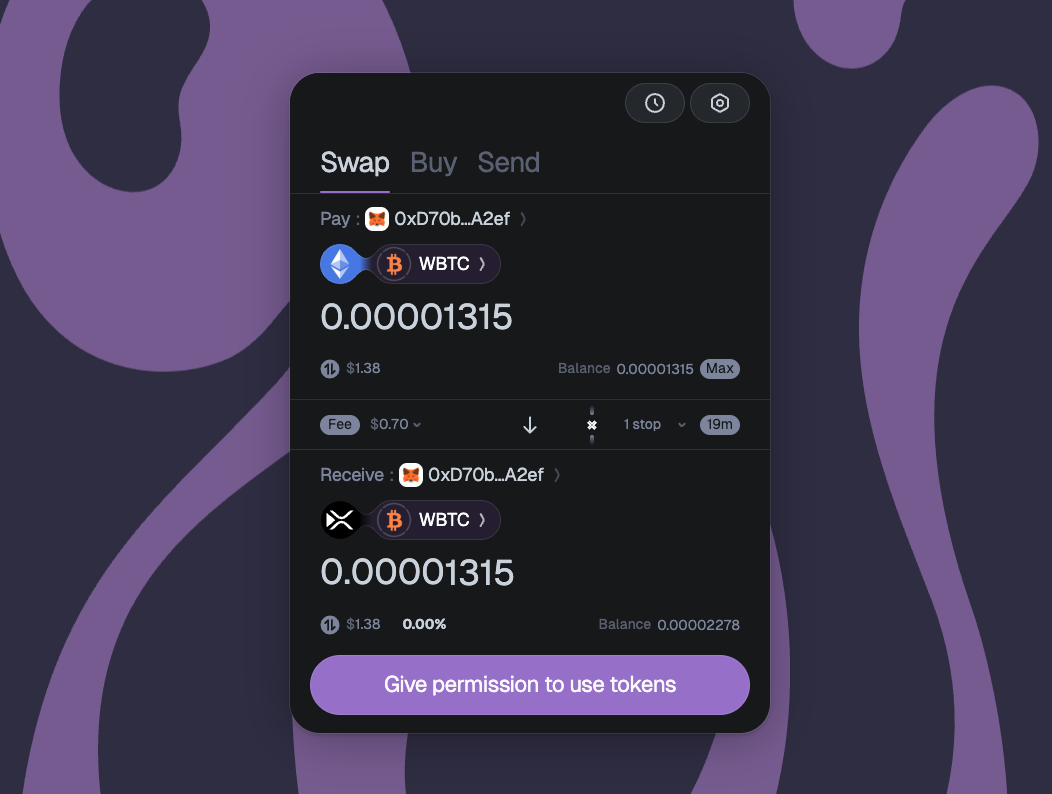 Swap Buy Send
Pay : 0xD70b...A2ef
WBTC
0.00001315
$1.38 Balance 0.00001315 Max
Fee $0.70 1 stop 19m
Receive : 0xD70b...A2ef
WBTC
0.00001315
$1.38 0.00% Balance 0.00002278
Give permission to use tokens